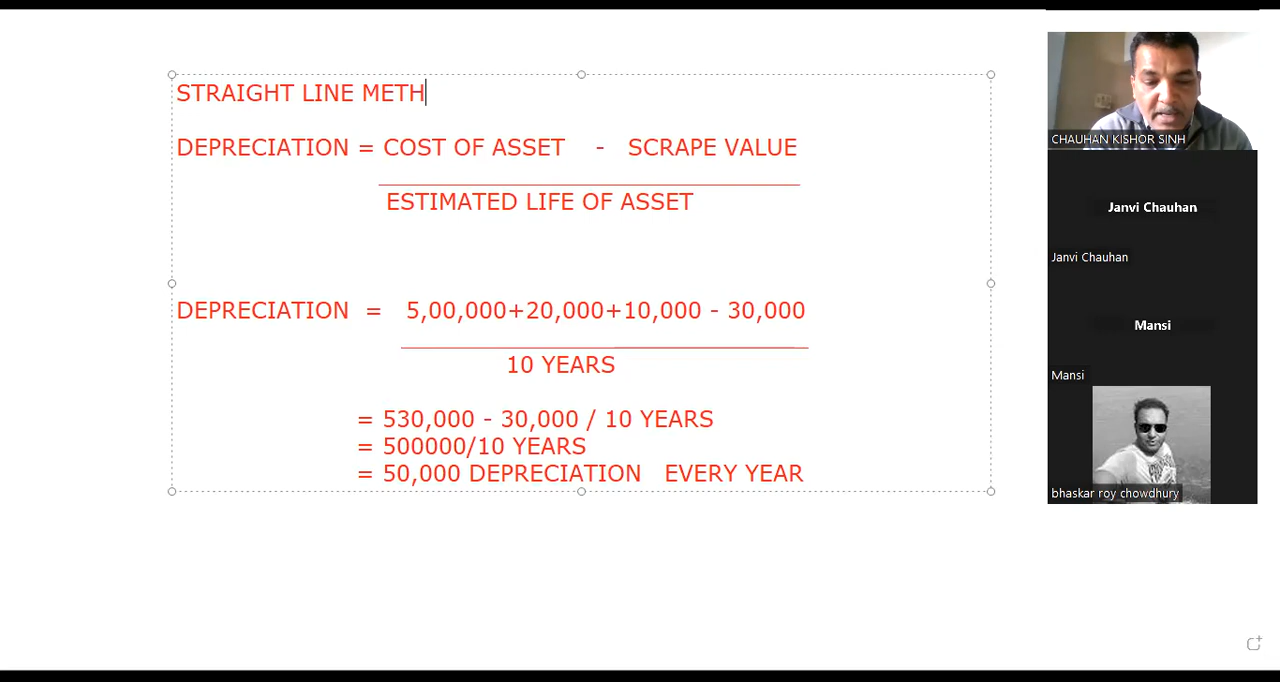 STRAIGHT LINE METH
DEPRECIATION = COST OF ASSET - SCRAPE VALUE
ESTIMATED LIFE OF ASSET
DEPRECIATION = 5,00,000+20,000+10,000 - 30,000
10 YEARS
= 530,000 - 30,000 / 10 YEARS
= 500000/10 YEARS
= 50,000 DEPRECIATION EVERY YEAR
CHAUHAN KISHOR SINH
Janvi Chauhan
Janvi Chauhan
Mansi
Mansi
bhaskar roy chowdhury